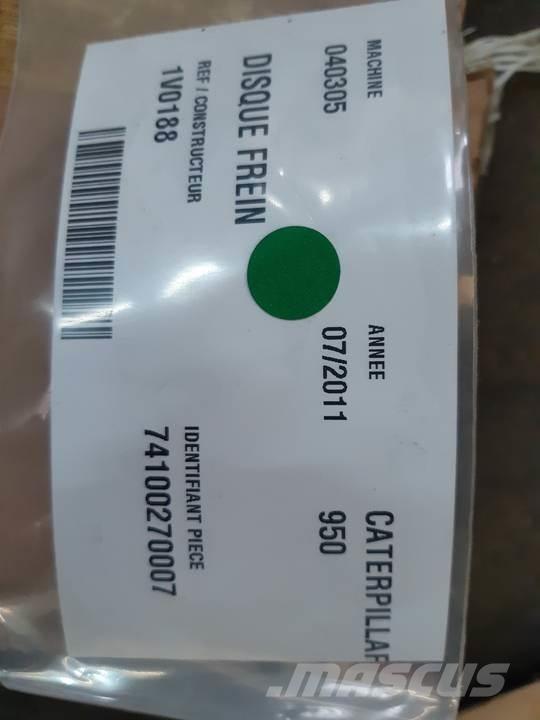 MACHINE ANNEE CATERPILLAR
040305 07/2011 950
DISQUE FREIN
REF / CONSTRUCTEUR IDENTIFIANT PIECE
1V0188 74100270007
MASCUS